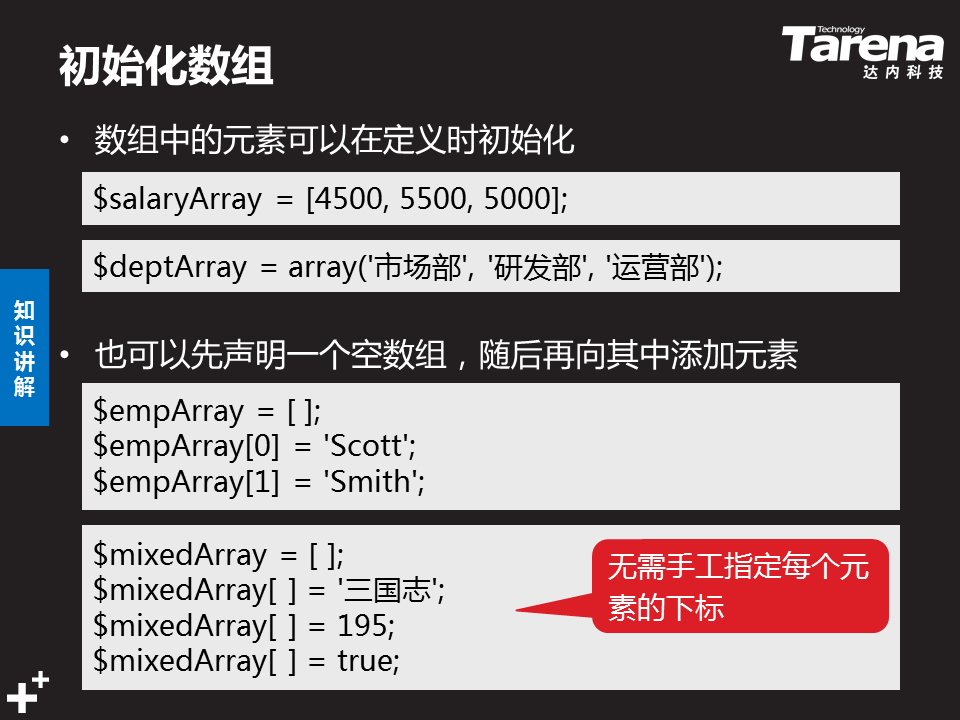 初始化数组
Technology
Tarena
达内科技
• 数组中的元素可以在定义时初始化
$salaryArray = [4500, 5500, 5000];
$deptArray = array('市场部', '研发部', '运营部');
知识讲解
• 也可以先声明一个空数组，随后再向其中添加元素
$empArray = [ ];
$empArray[0] = 'Scott';
$empArray[1] = 'Smith';
$mixedArray = [ ];
$mixedArray[ ] = '三国志';
$mixedArray[ ] = 195;
$mixedArray[ ] = true;
无需手工指定每个元
素的下标